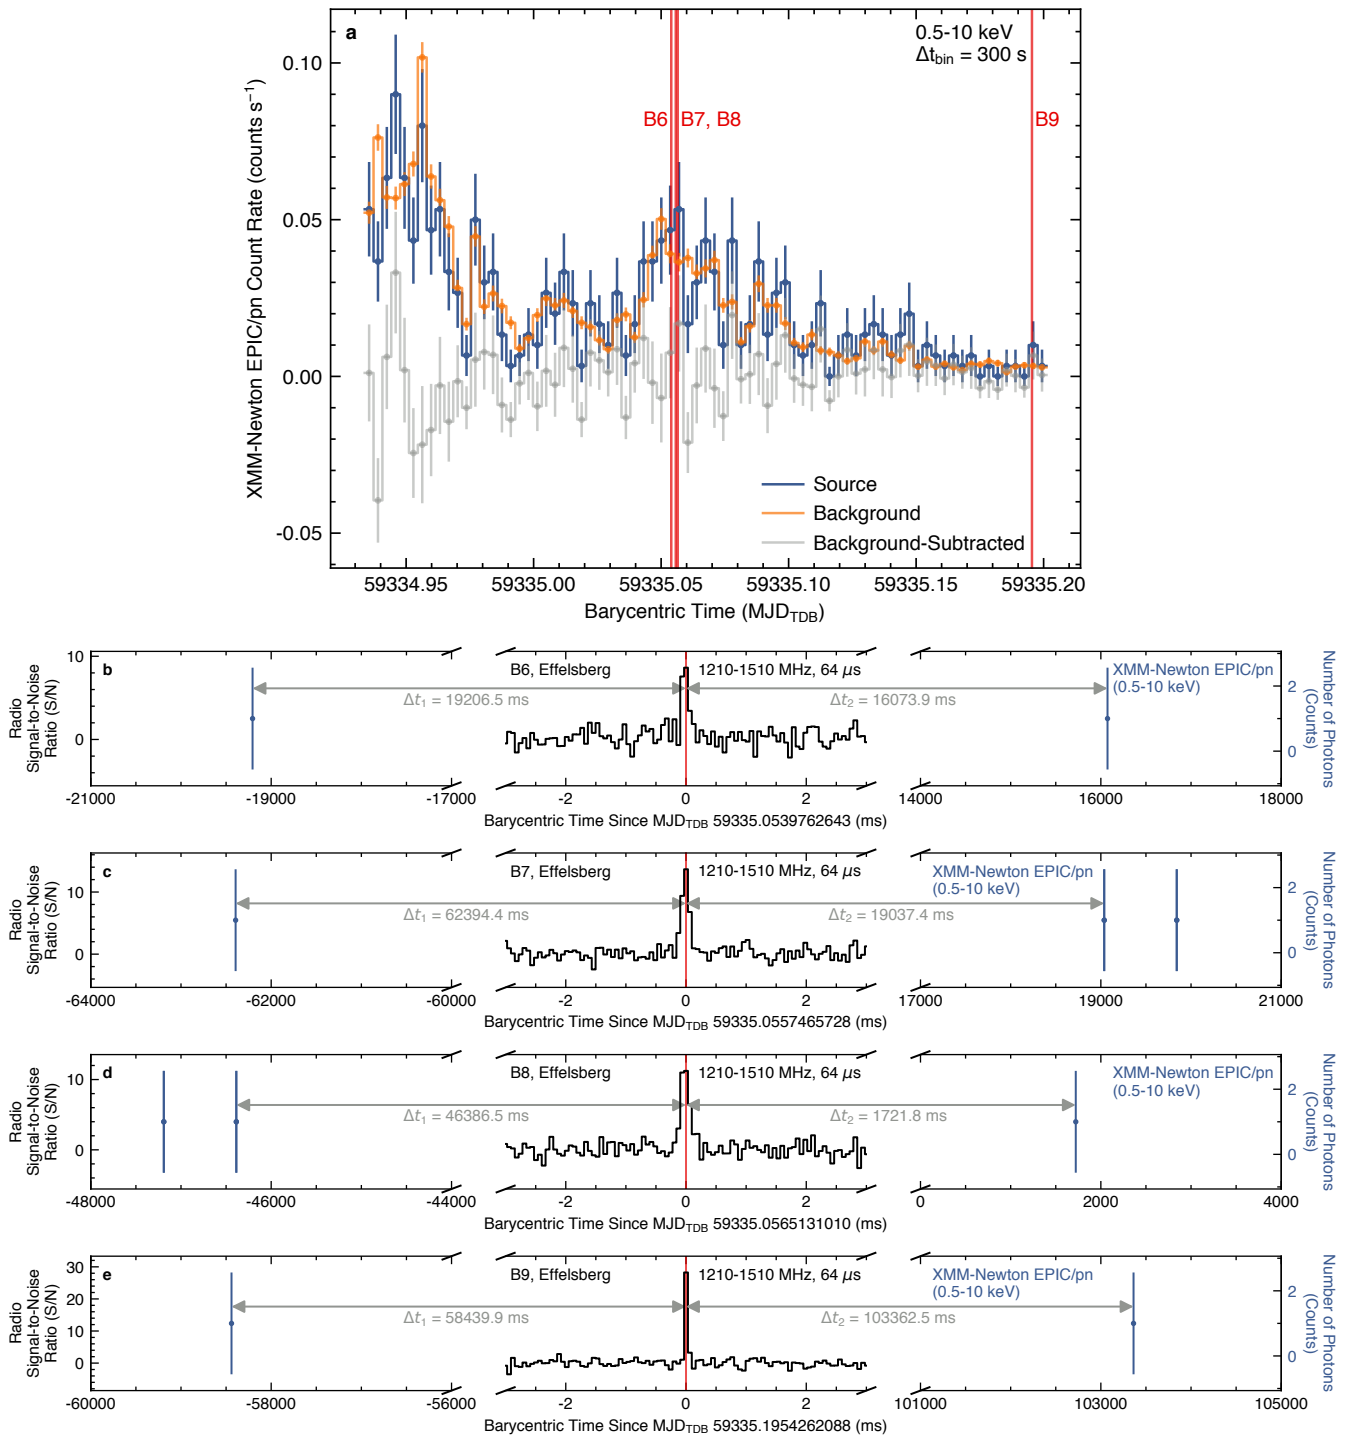 a
0.5-10 keV
Δt_bin = 300 s
B6
B7, B8
B9
XMM-Newton EPIC/pn Count Rate (counts s⁻¹)
0.10
0.05
0.00
-0.05
Source
Background
Background-Subtracted
59334.95 59335.00 59335.05 59335.10 59335.15 59335.20
Barycentric Time (MJD_TDB)
b
B6, Effelsberg
1210-1510 MHz, 64 μs
XMM-Newton EPIC/pn
(0.5-10 keV)
Radio
Signal-to-Noise
Ratio (S/N)
10
0
Δt₁ = 19206.5 ms
Δt₂ = 16073.9 ms
2
0
Number of Photons
(Counts)
-21000 -19000 -17000 -2 0 2 14000 16000 18000
Barycentric Time Since MJD_TDB 59335.0539762643 (ms)
c
B7, Effelsberg
1210-1510 MHz, 64 μs
XMM-Newton EPIC/pn
(0.5-10 keV)
Radio
Signal-to-Noise
Ratio (S/N)
10
0
Δt₁ = 62394.4 ms
Δt₂ = 19037.4 ms
2
0
Number of Photons
(Counts)
-64000 -62000 -60000 -2 0 2 17000 19000 21000
Barycentric Time Since MJD_TDB 59335.0557465728 (ms)
d
B8, Effelsberg
1210-1510 MHz, 64 μs
XMM-Newton EPIC/pn
(0.5-10 keV)
Radio
Signal-to-Noise
Ratio (S/N)
10
0
Δt₁ = 46386.5 ms
Δt₂ = 1721.8 ms
2
0
Number of Photons
(Counts)
-48000 -46000 -44000 -2 0 2 0 2000 4000
Barycentric Time Since MJD_TDB 59335.0565131010 (ms)
e
B9, Effelsberg
1210-1510 MHz, 64 μs
XMM-Newton EPIC/pn
(0.5-10 keV)
Radio
Signal-to-Noise
Ratio (S/N)
30
20
10
0
Δt₁ = 58439.9 ms
Δt₂ = 103362.5 ms
2
0
Number of Photons
(Counts)
-60000 -58000 -56000 -2 0 2 101000 103000 105000
Barycentric Time Since MJD_TDB 59335.1954262088 (ms)